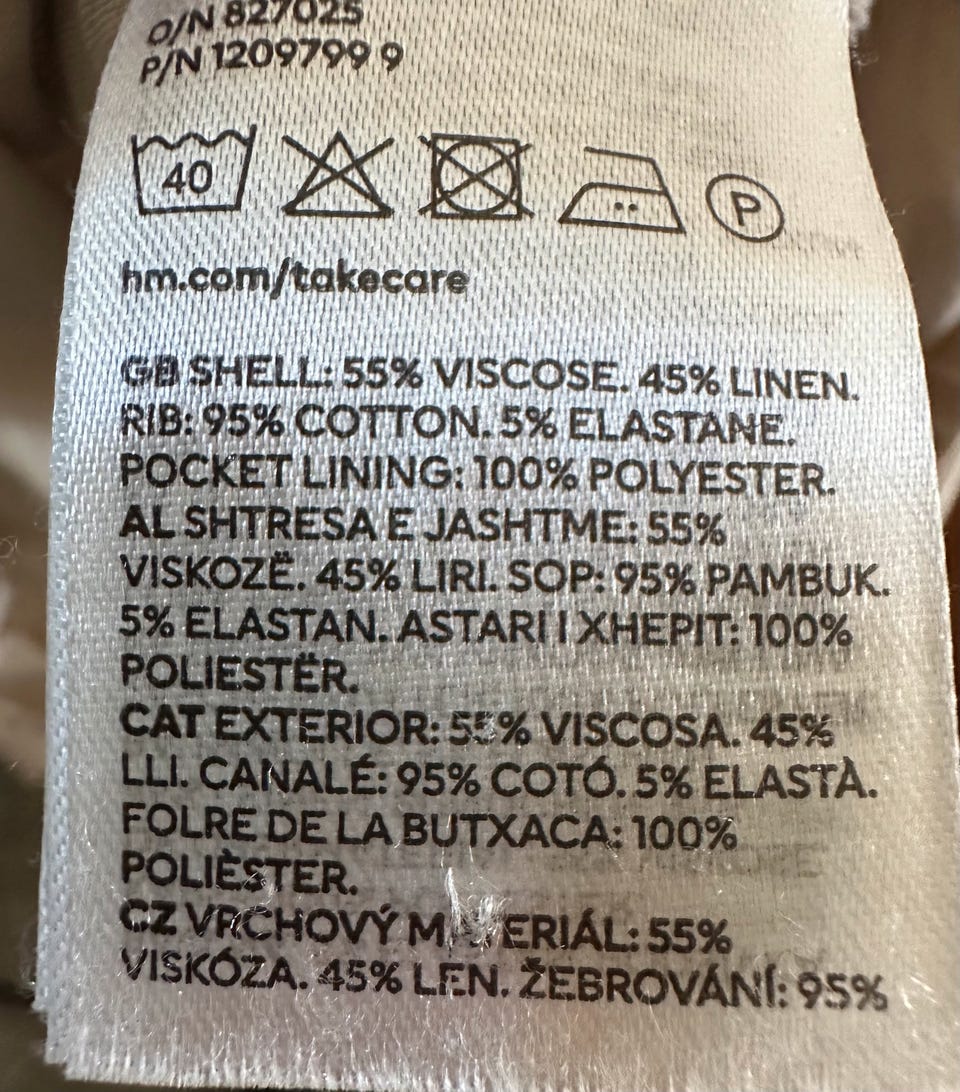 O/N 827025
P/N 1209799 9
40
P
hm.com/takecare
GB SHELL: 55% VISCOSE. 45% LINEN.
RIB: 95% COTTON. 5% ELASTANE.
POCKET LINING: 100% POLYESTER.
AL SHTRESA E JASHTME: 55%
VISKOZË. 45% LIRI. SOP: 95% PAMBUK.
5% ELASTAN. ASTARI I XHEPIT: 100%
POLIESTËR.
CAT EXTERIOR: 55% VISCOSA. 45%
LLI. CANALÉ: 95% COTÓ. 5% ELASTÀ.
FOLRE DE LA BUTXACA: 100%
POLIÈSTER.
CZ VRCHOVÝ MATERIÁL: 55%
VISKÓZA. 45% LEN. ŽEBROVÁNÍ: 95%